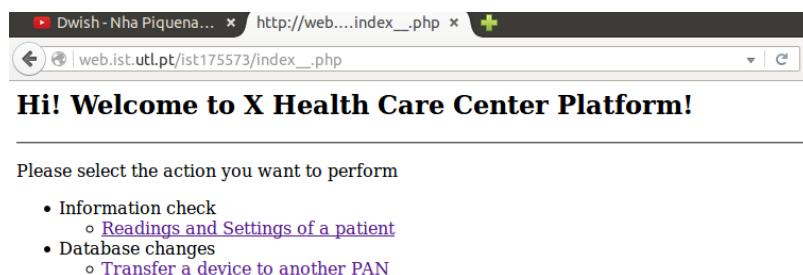 Dwish - Nha Piquena... × http://web....index__.php ×
web.ist.utl.pt/ist175573/index__.php
Hi! Welcome to X Health Care Center Platform!
Please select the action you want to perform
• Information check
◦ Readings and Settings of a patient
• Database changes
◦ Transfer a device to another PAN